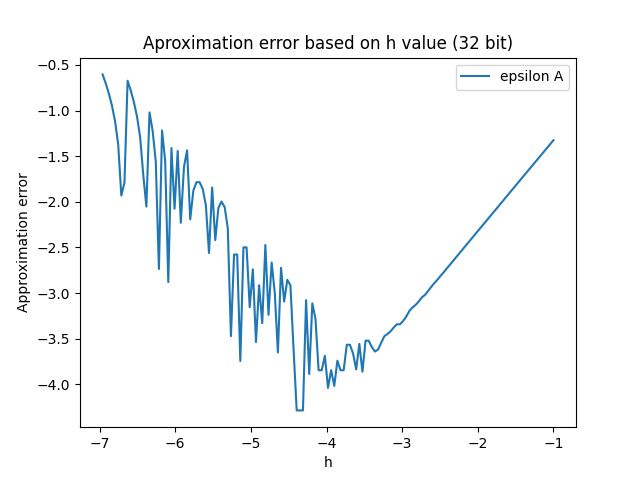 Aproximation error based on h value (32 bit)
epsilon A
Approximation error
−0.5
−1.0
−1.5
−2.0
−2.5
−3.0
−3.5
−4.0
−7 −6 −5 −4 −3 −2 −1
h